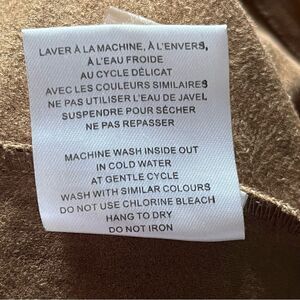 LAVER À LA MACHINE, À L'ENVERS,
À L'EAU FROIDE
AU CYCLE DÉLICAT
AVEC LES COULEURS SIMILAIRES
NE PAS UTILISER L'EAU DE JAVEL
SUSPENDRE POUR SÉCHER
NE PAS REPASSER
MACHINE WASH INSIDE OUT
IN COLD WATER
AT GENTLE CYCLE
WASH WITH SIMILAR COLOURS
DO NOT USE CHLORINE BLEACH
HANG TO DRY
DO NOT IRON